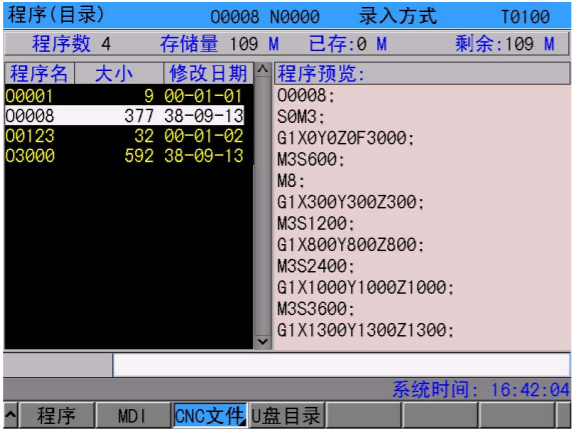 程序(目录) O0008 N0000 录入方式 T0100
程序数 4 存储量 109 M 已存:0 M 剩余:109 M
程序名 大小 修改日期 程序预览:
O0001 9 00-01-01
O0008 377 38-09-13
O0123 32 00-01-02
O3000 592 38-09-13
O0008;
S0M3;
G1X0Y0Z0F3000;
M3S600;
M8;
G1X300Y300Z300;
M3S1200;
G1X800Y800Z800;
M3S2400;
G1X1000Y1000Z1000;
M3S3600;
G1X1300Y1300Z1300;
系统时间: 16:42:04
程序 MDI CNC文件 U盘目录